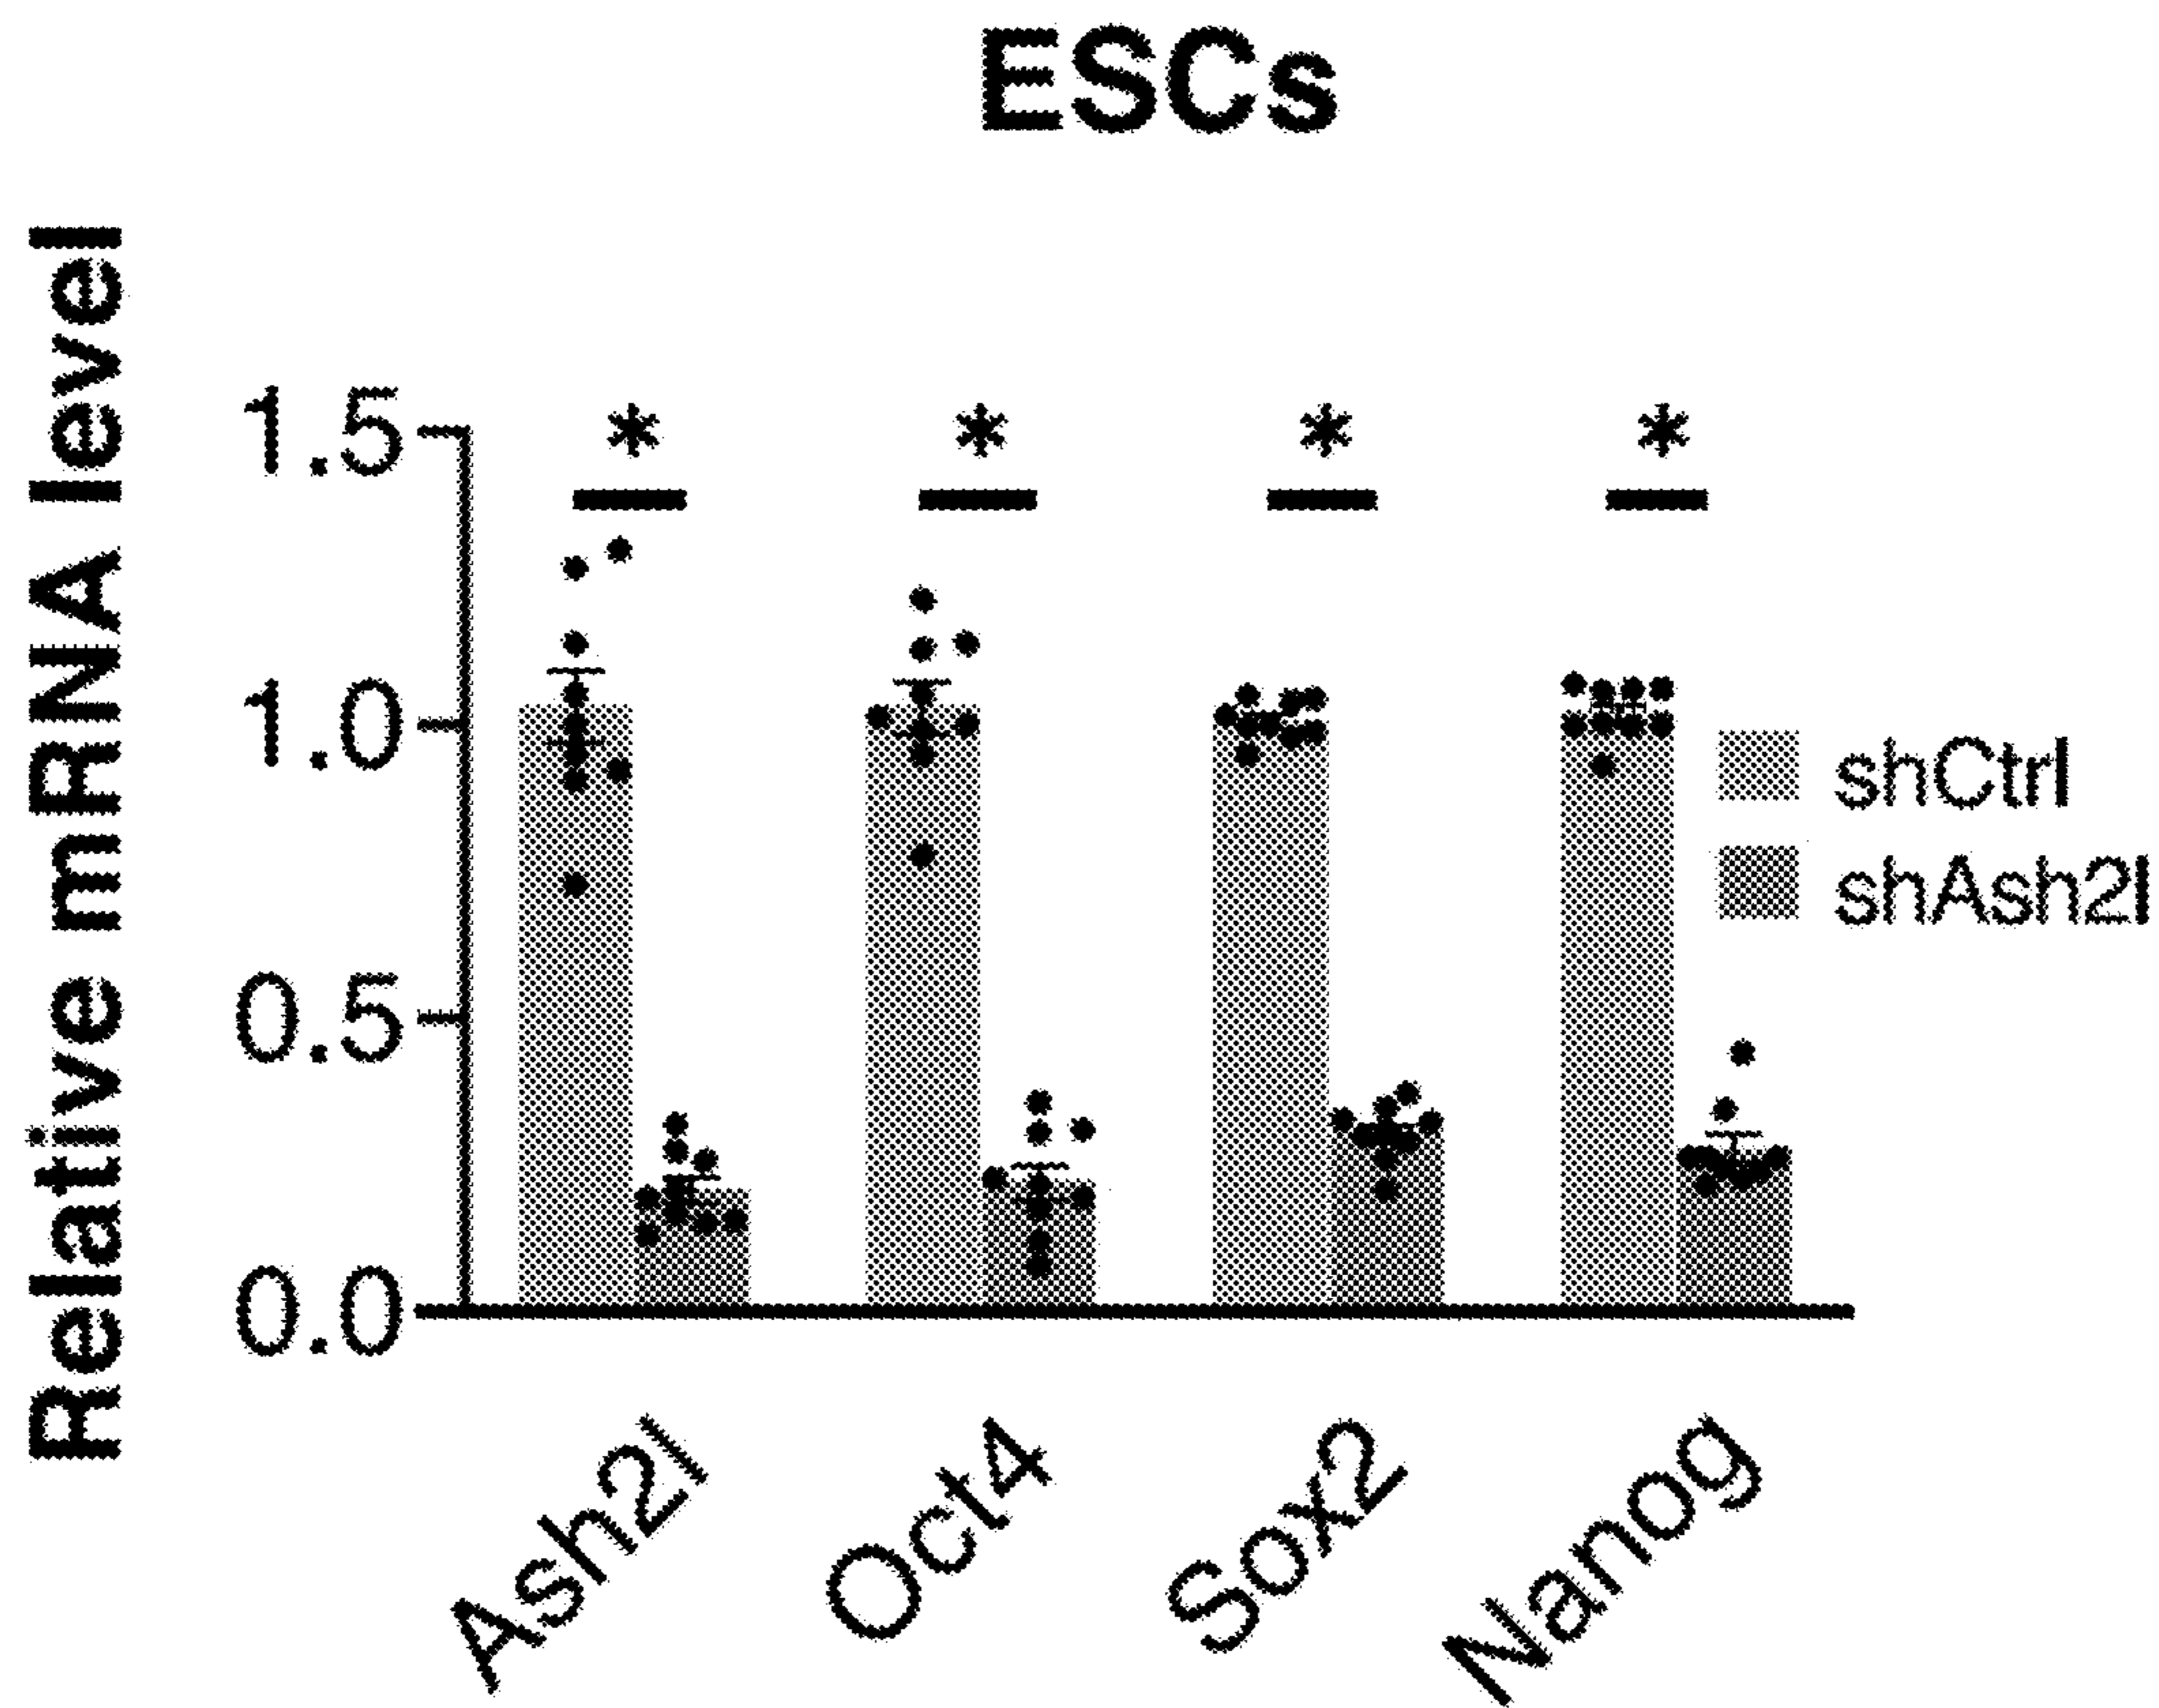 ESCs
Relative mRNA level
1.5
1.0
0.5
0.0
* * * *
shCtrl
shAsh2l
Ash2l
Oct4
Sox2
Nanog